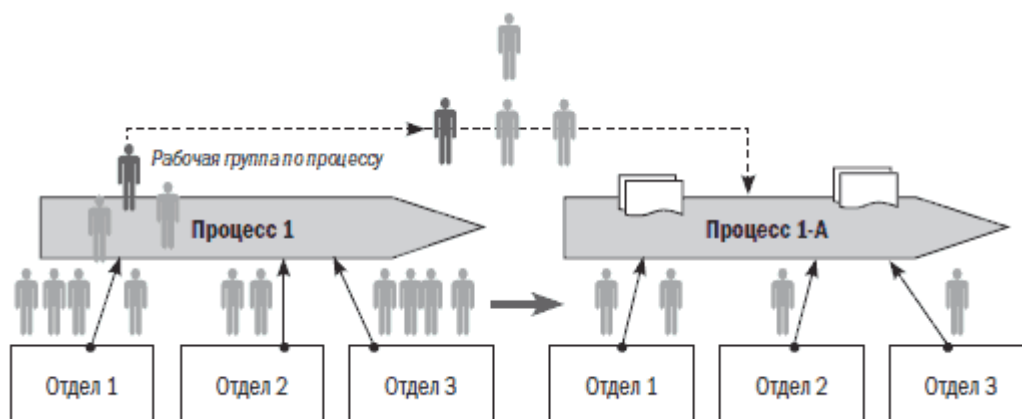 Рабочая группа по процессу
Процесс 1
Процесс 1-А
Отдел 1
Отдел 2
Отдел 3
Отдел 1
Отдел 2
Отдел 3